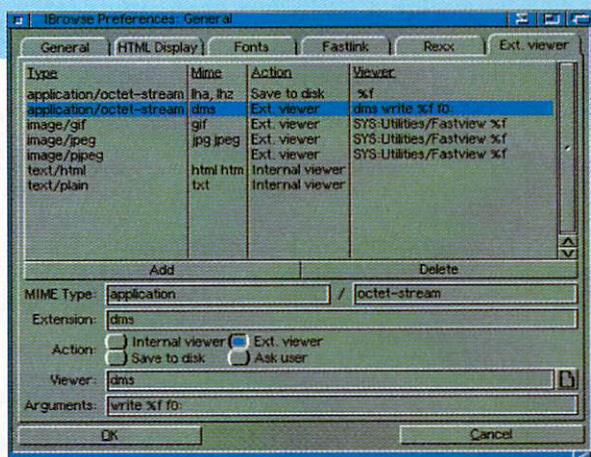 IBrowse Preferences: General
General HTML Display Fonts Fastlink Rexx Ext. viewer
Type Mime Action Viewer
application/octet-stream lha, lhz Save to disk %f
application/octet-stream dms Ext. viewer dms write %f f0:
image/gif gif Ext. viewer SYS:Utilities/Fastview %f
image/jpeg jpg jpeg Ext. viewer SYS:Utilities/Fastview %f
image/pjpeg Ext. viewer SYS:Utilities/Fastview %f
text/html html htm Internal viewer
text/plain txt Internal viewer
Add Delete
MIME Type: application / octet-stream
Extension: dms
Action: Internal viewer Ext. viewer
Save to disk Ask user
Viewer: dms
Arguments: write %f f0:
OK Cancel